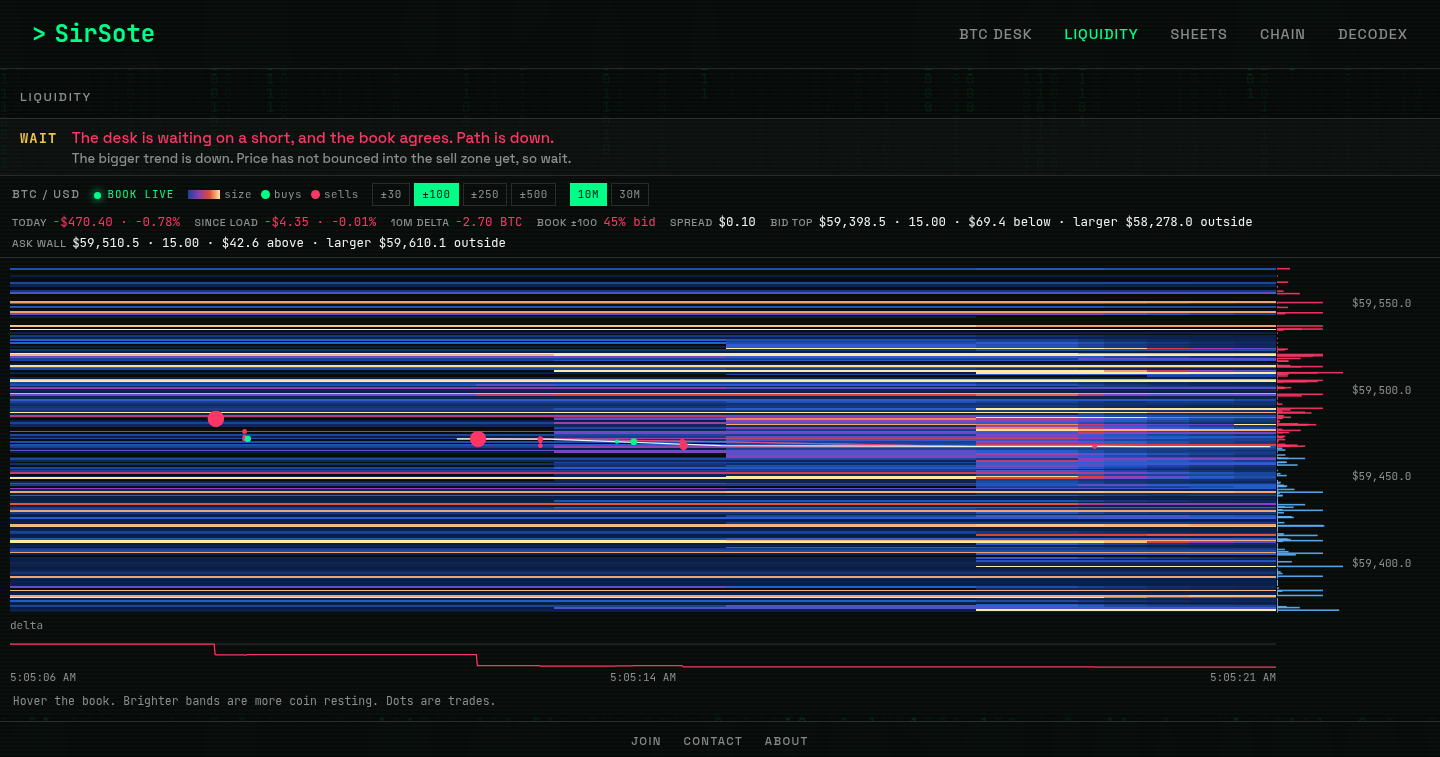 > SirSote
BTC DESK LIQUIDITY SHEETS CHAIN DECODEX
LIQUIDITY
WAIT The desk is waiting on a short, and the book agrees. Path is down.
The bigger trend is down. Price has not bounced into the sell zone yet, so wait.
BTC / USD BOOK LIVE size buys sells ±30 ±100 ±250 ±500 10M 30M
TODAY -$470.40 · -0.78% SINCE LOAD -$4.35 · -0.01% 10M DELTA -2.70 BTC BOOK ±100 45% bid SPREAD $0.10 BID TOP $59,398.5 · 15.00 · $69.4 below · larger $58,278.0 outside
ASK WALL $59,510.5 · 15.00 · $42.6 above · larger $59,610.1 outside
$59,550.0
$59,500.0
$59,450.0
$59,400.0
delta
5:05:06 AM 5:05:14 AM 5:05:21 AM
Hover the book. Brighter bands are more coin resting. Dots are trades.
JOIN CONTACT ABOUT